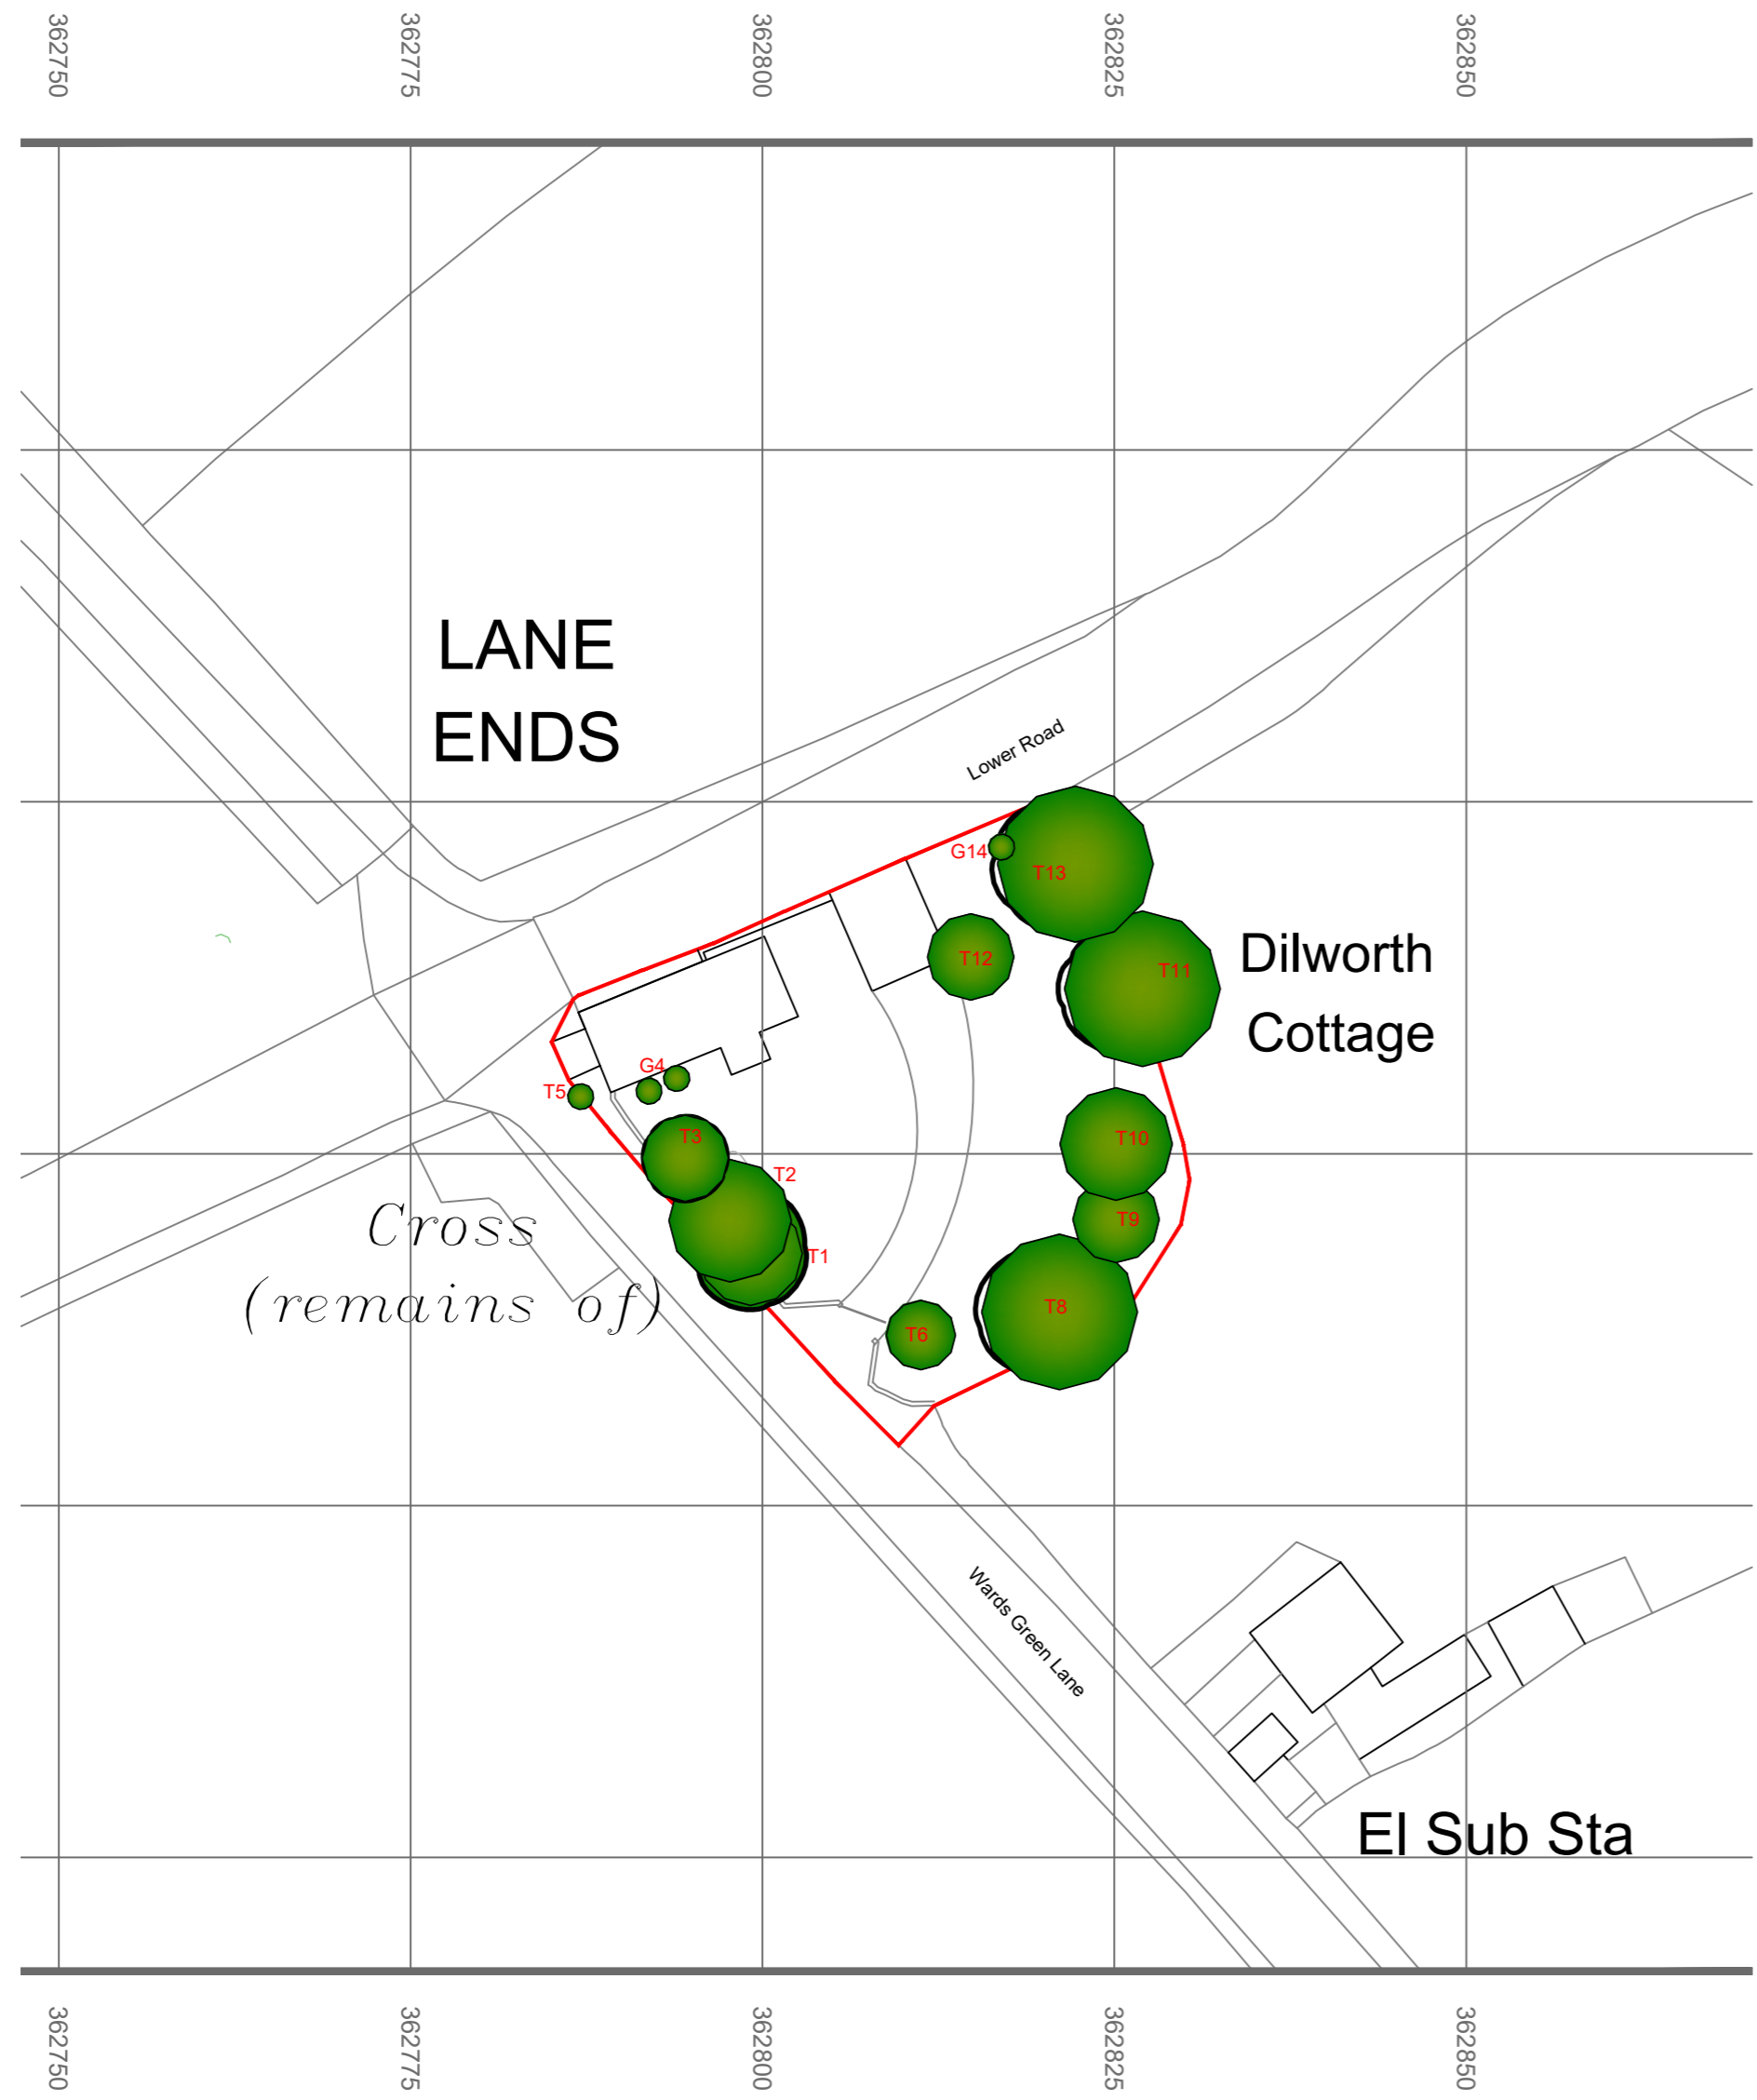 362750
362775
362800
362825
362850
LANE
ENDS
Lower Road
G14
T13
Dilworth
Cottage
T12
T11
G4
T5
T3
T10
T2
T9
T1
Cross
(remains of)
T8
T6
Wards Green Lane
El Sub Sta
362750
362775
362800
362825
362850